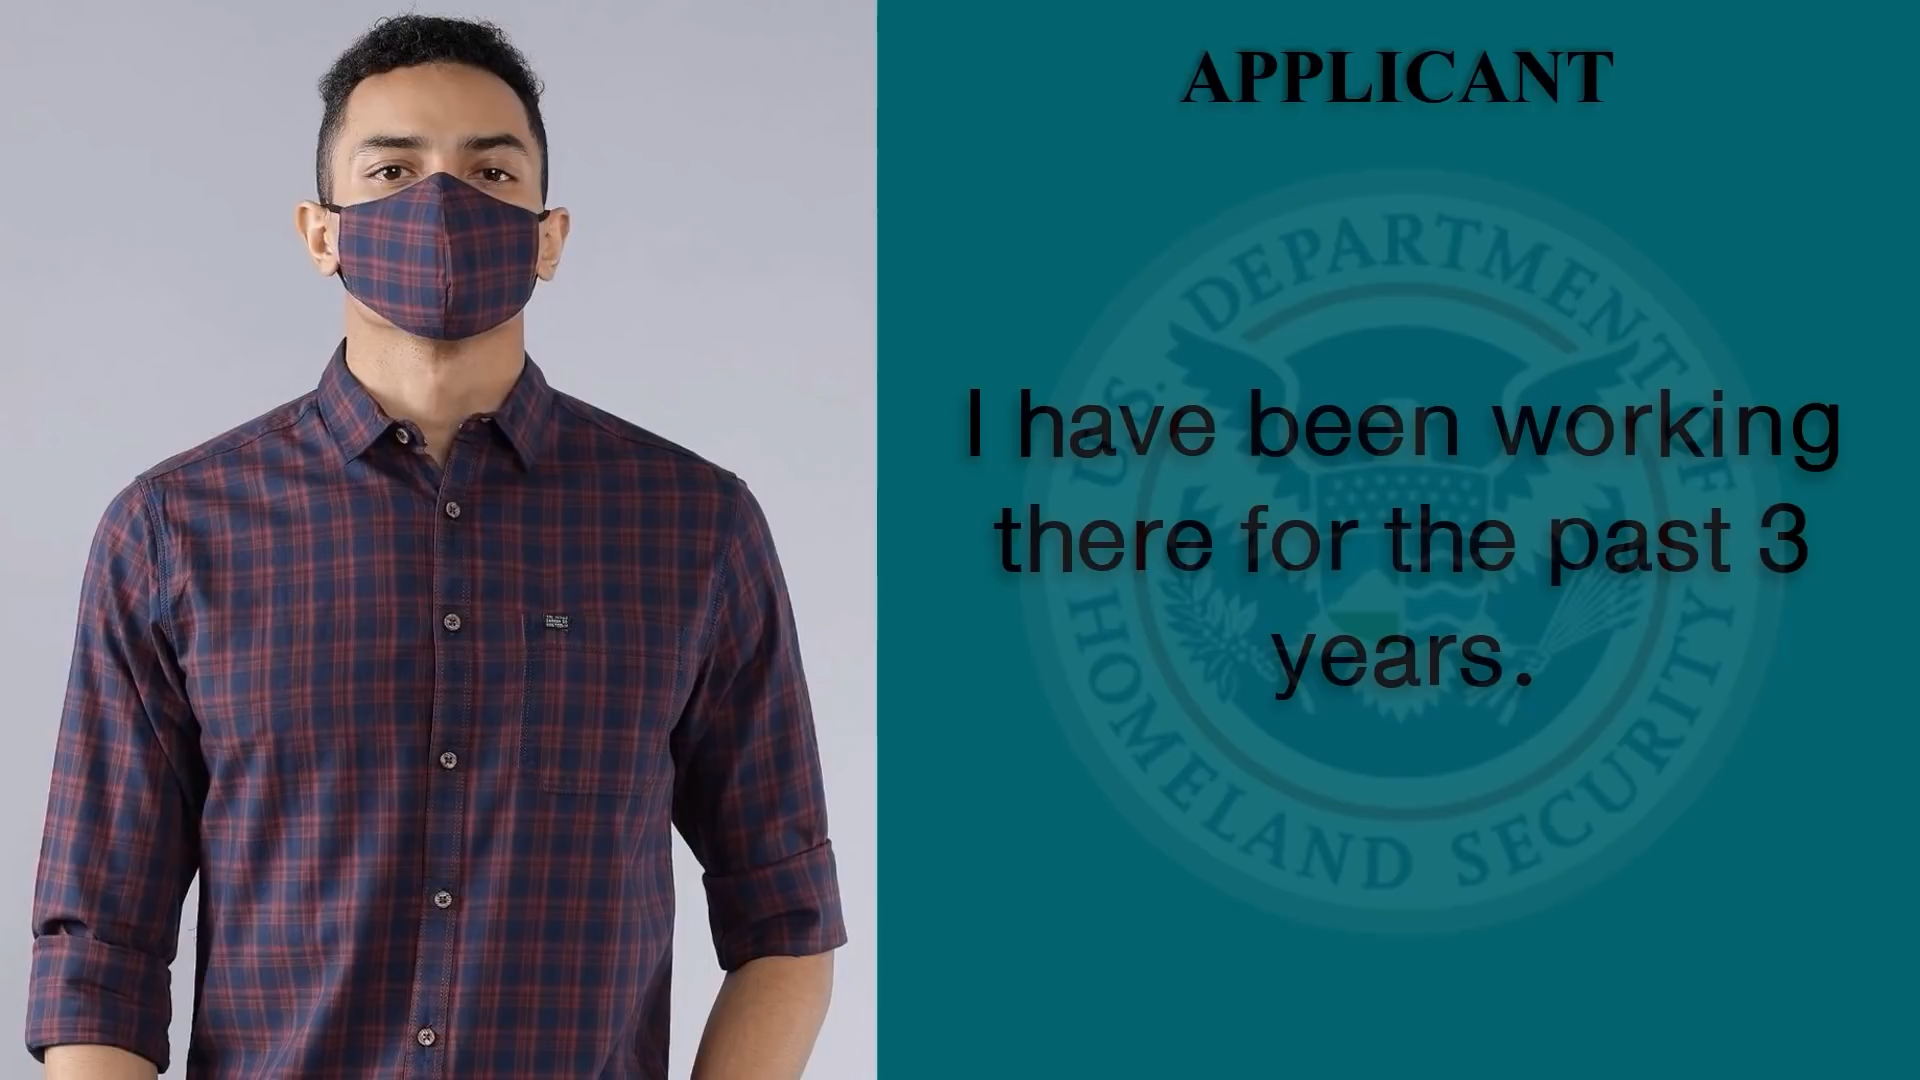 APPLICANT
U.S. DEPARTMENT OF
HOMELAND SECURITY
I have been working
there for the past 3
years.